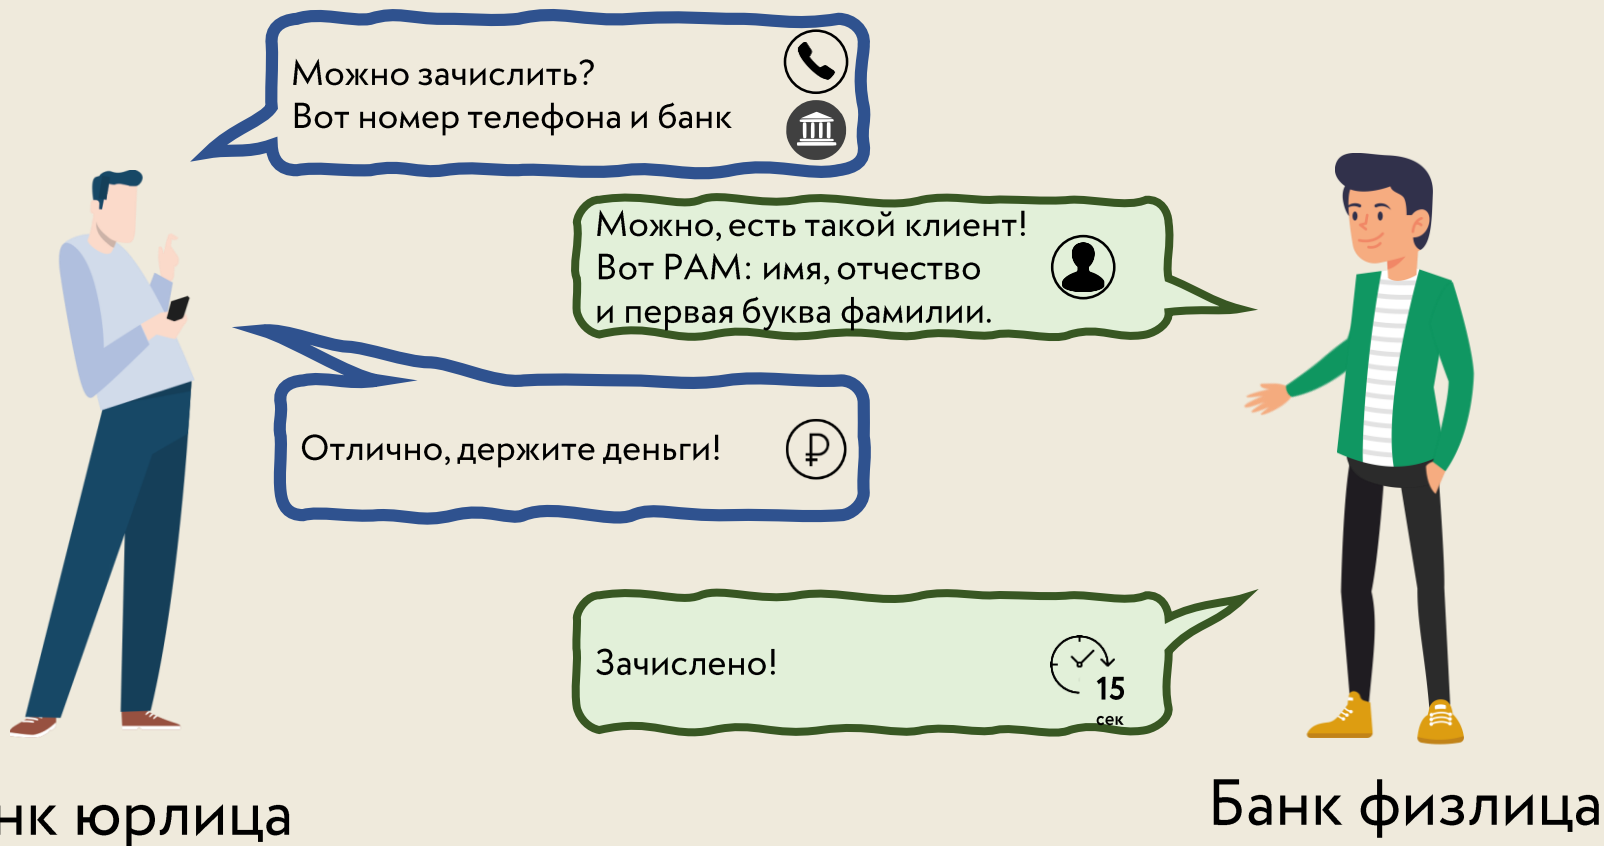 Можно зачислить?
Вот номер телефона и банк
Можно, есть такой клиент!
Вот РАМ: имя, отчество
и первая буква фамилии.
Отлично, держите деньги!
Зачислено!
15
сек
нк юрлица
Банк физлица